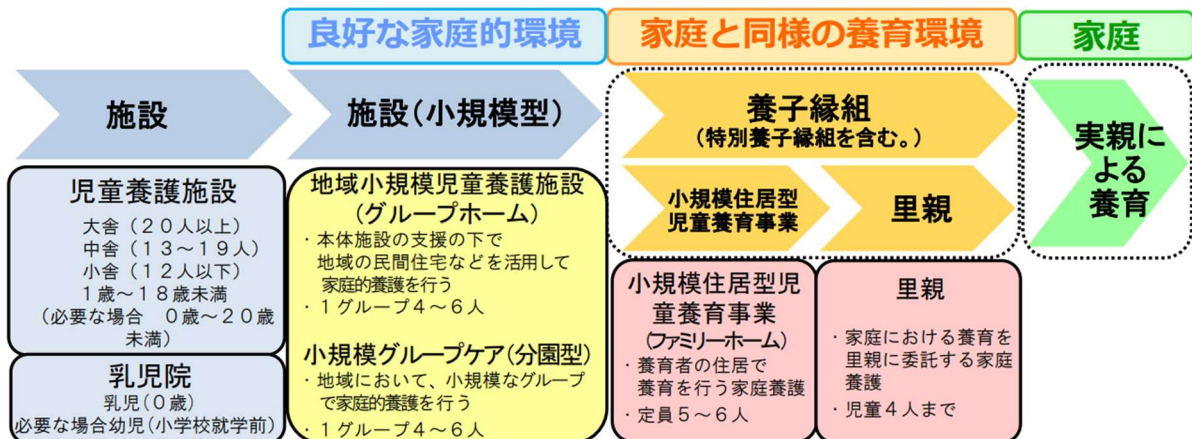 良好な家庭的環境
家庭と同様の養育環境
家庭
施設
施設(小規模型)
養子縁組
(特別養子縁組を含む。)
小規模住居型
児童養育事業
里親
実親に
よる
養育
児童養護施設
大舎(20人以上)
中舎(13～19人)
小舎(12人以下)
1歳～18歳未満
(必要な場合 0歳～20歳
未満)
乳児院
乳児(0歳)
必要な場合幼児(小学校就学前)
地域小規模児童養護施設
(グループホーム)
・本体施設の支援の下で
地域の民間住宅などを活用して
家庭的養護を行う
・1グループ4～6人
小規模グループケア(分園型)
・地域において、小規模なグループ
で家庭的養護を行う
・1グループ4～6人
小規模住居型児
童養育事業
(ファミリーホーム)
・養育者の住居で
養育を行う家庭養護
・定員5～6人
里親
・家庭における養育を
里親に委託する家庭
養護
・児童4人まで